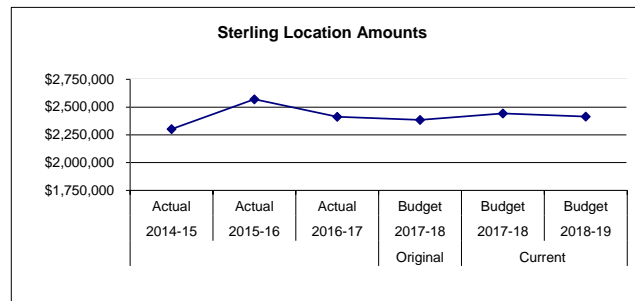 Sterling Location Amounts
$2,750,000
$2,500,000
$2,250,000
$2,000,000
$1,750,000
Actual Actual Actual Budget Budget Budget
2014-15 2015-16 2016-17 2017-18 2017-18 2018-19
Original Current